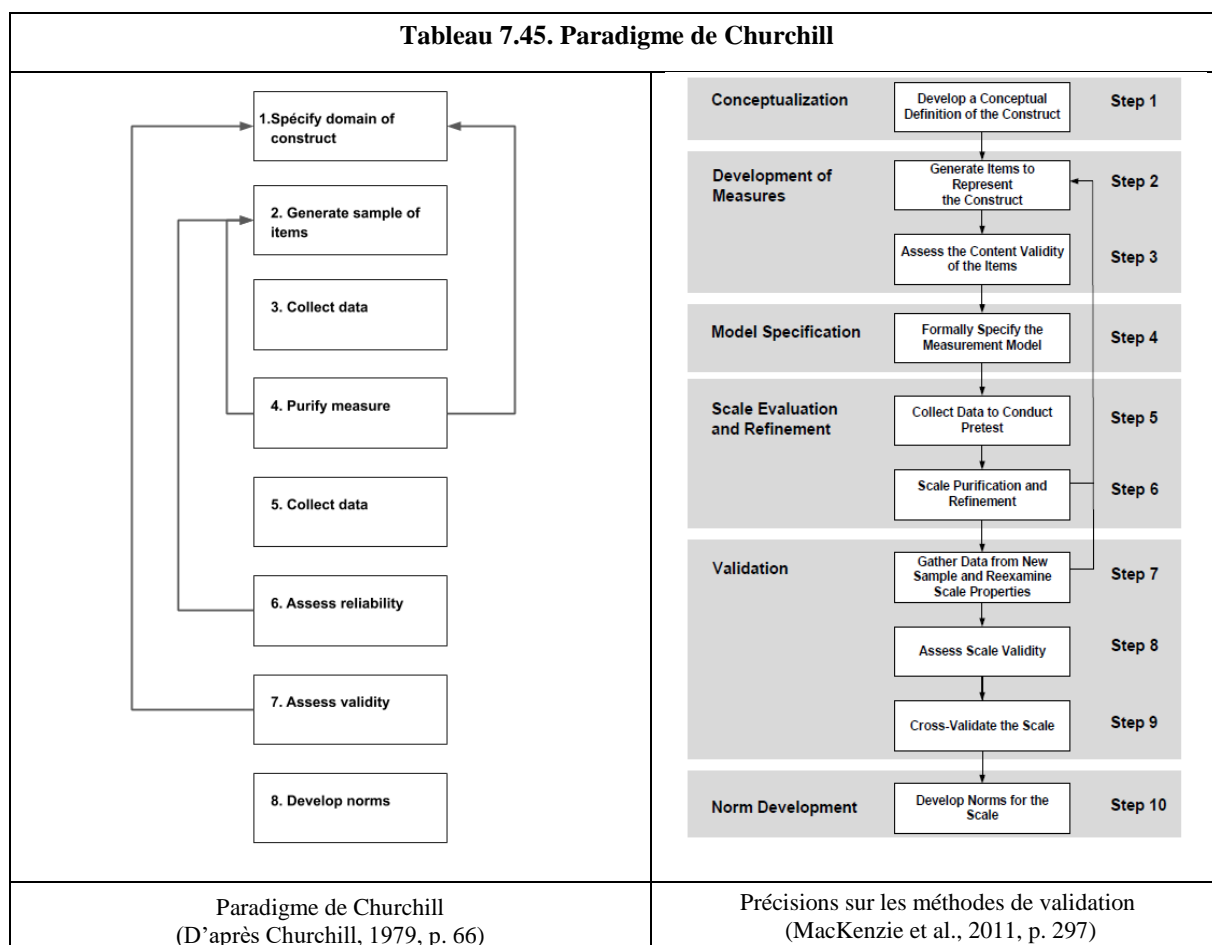 Tableau 7.45. Paradigme de Churchill
1.Spécify domain of
construct
2. Generate sample of
items
3. Collect data
4. Purify measure
5. Collect data
6. Assess reliability
7. Assess validity
8. Develop norms
Paradigme de Churchill
(D'après Churchill, 1979, p. 66)
Conceptualization
Develop a Conceptual
Definition of the Construct
Step 1
Development of
Measures
Generate Items to
Represent
the Construct
Step 2
Assess the Content Validity
of the Items
Step 3
Model Specification
Formally Specify the
Measurement Model
Step 4
Scale Evaluation
and Refinement
Collect Data to Conduct
Pretest
Step 5
Scale Purification and
Refinement
Step 6
Validation
Gather Data from New
Sample and Reexamine
Scale Properties
Step 7
Assess Scale Validity
Step 8
Cross-Validate the Scale
Step 9
Norm Development
Develop Norms for the
Scale
Step 10
Précisions sur les méthodes de validation
(MacKenzie et al., 2011, p. 297)